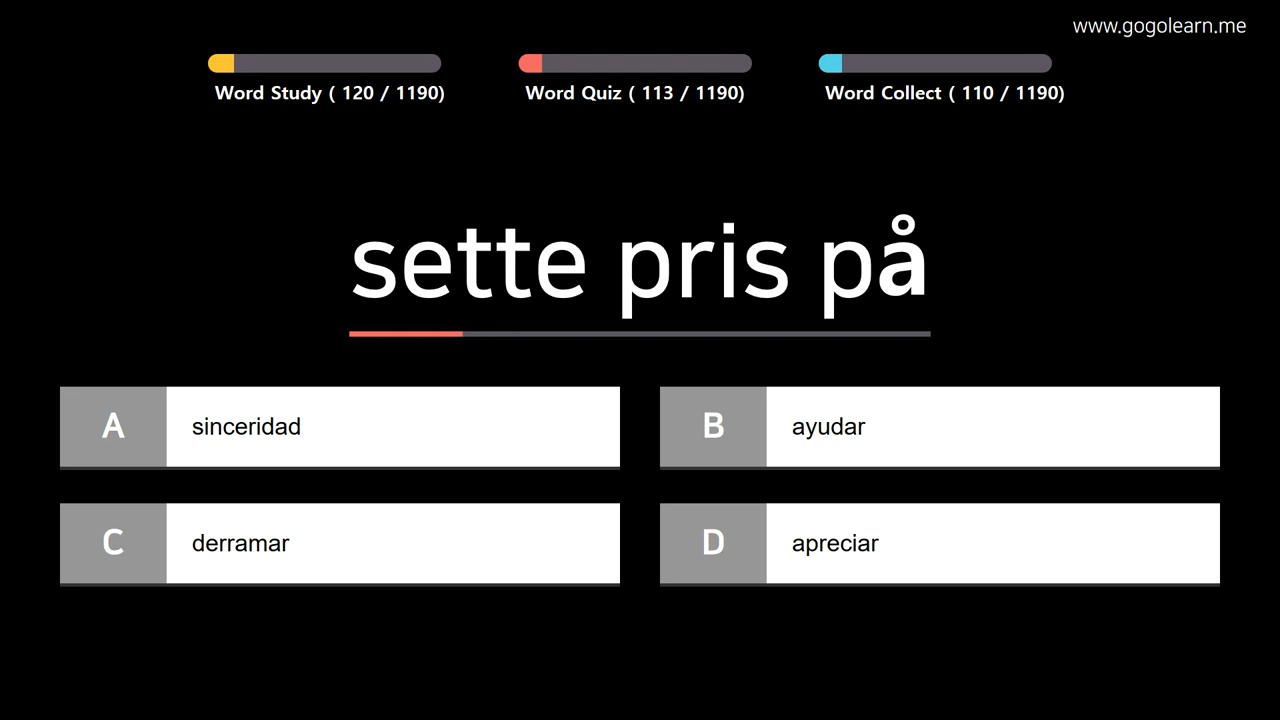 www.gogolearn.me
Word Study ( 120 / 1190)
Word Quiz ( 113 / 1190)
Word Collect ( 110 / 1190)
sette pris på
A sinceridad
B ayudar
C derramar
D apreciar